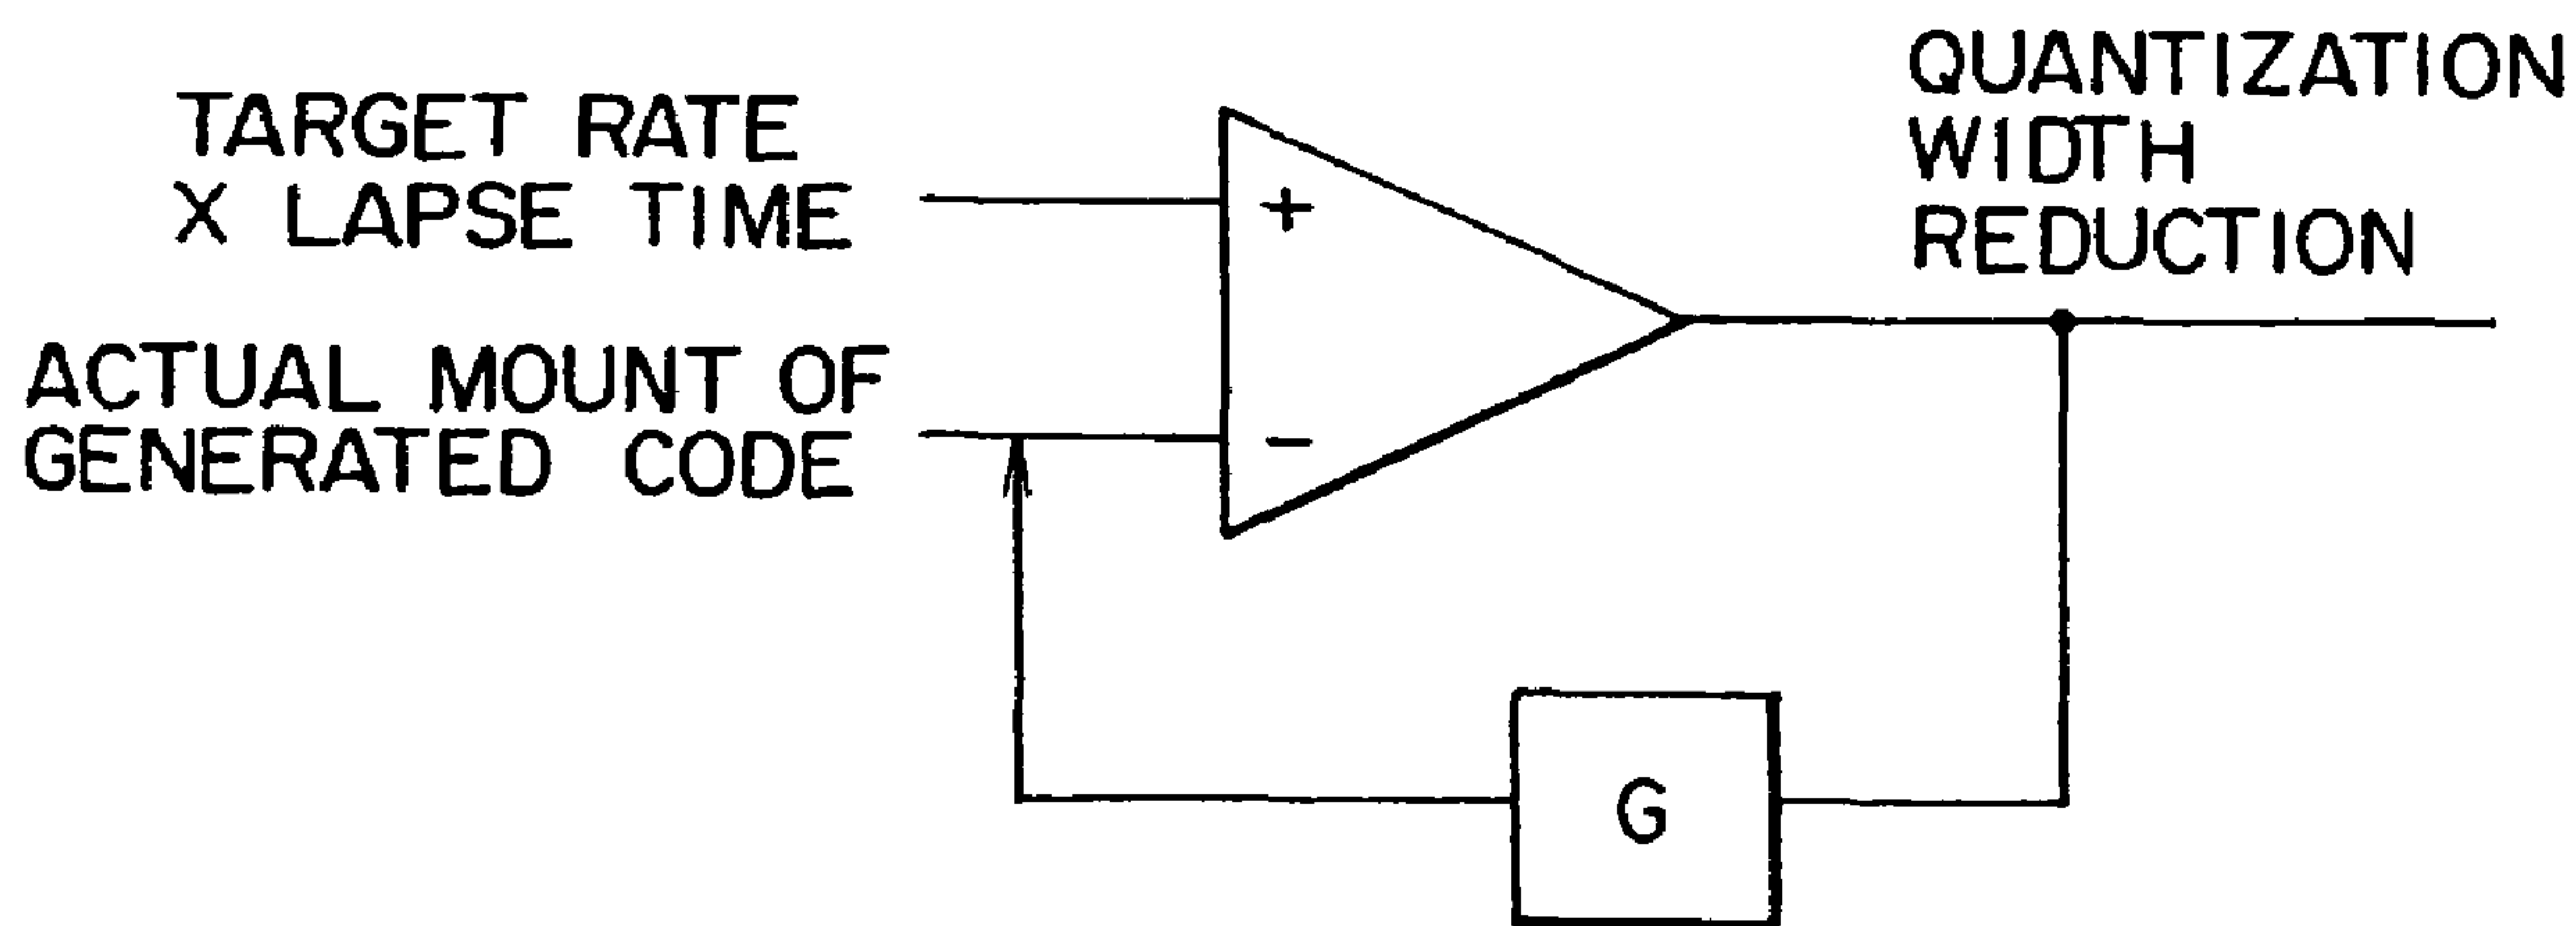 TARGET RATE
X LAPSE TIME
ACTUAL MOUNT OF
GENERATED CODE
+
−
QUANTIZATION
WIDTH
REDUCTION
G